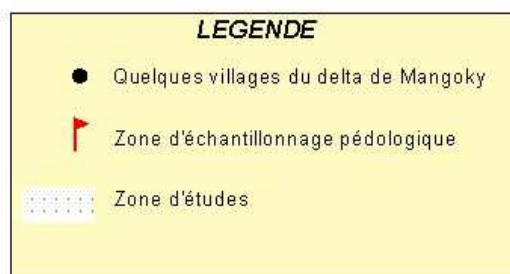 LEGENDE
Quelques villages du delta de Mangoky
Zone d'échantillonnage pédologique
Zone d'études